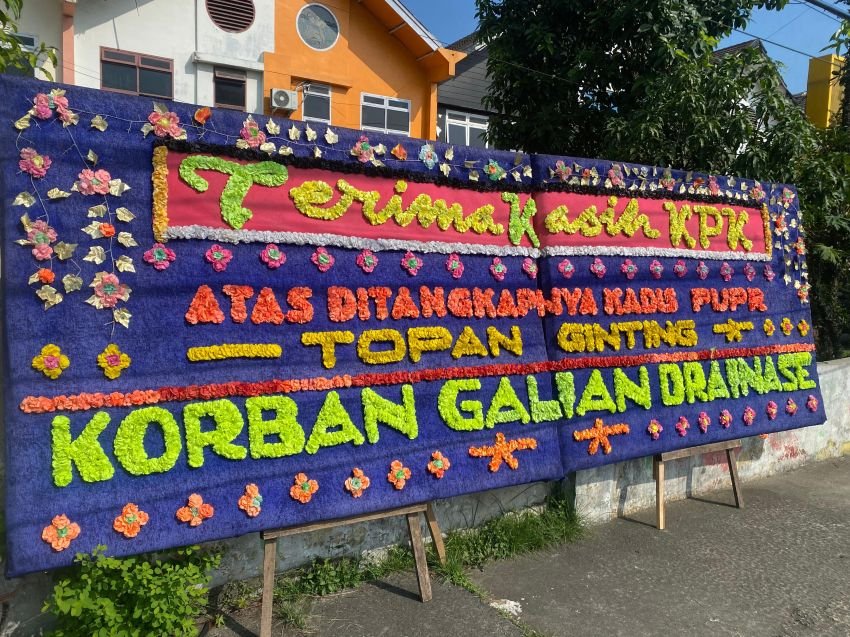 Terima Kasih KPK
ATAS DITANGKAPNYA KADIS PUPR
TOPAN GINTING
KORBAN GALIAN DRAINASE